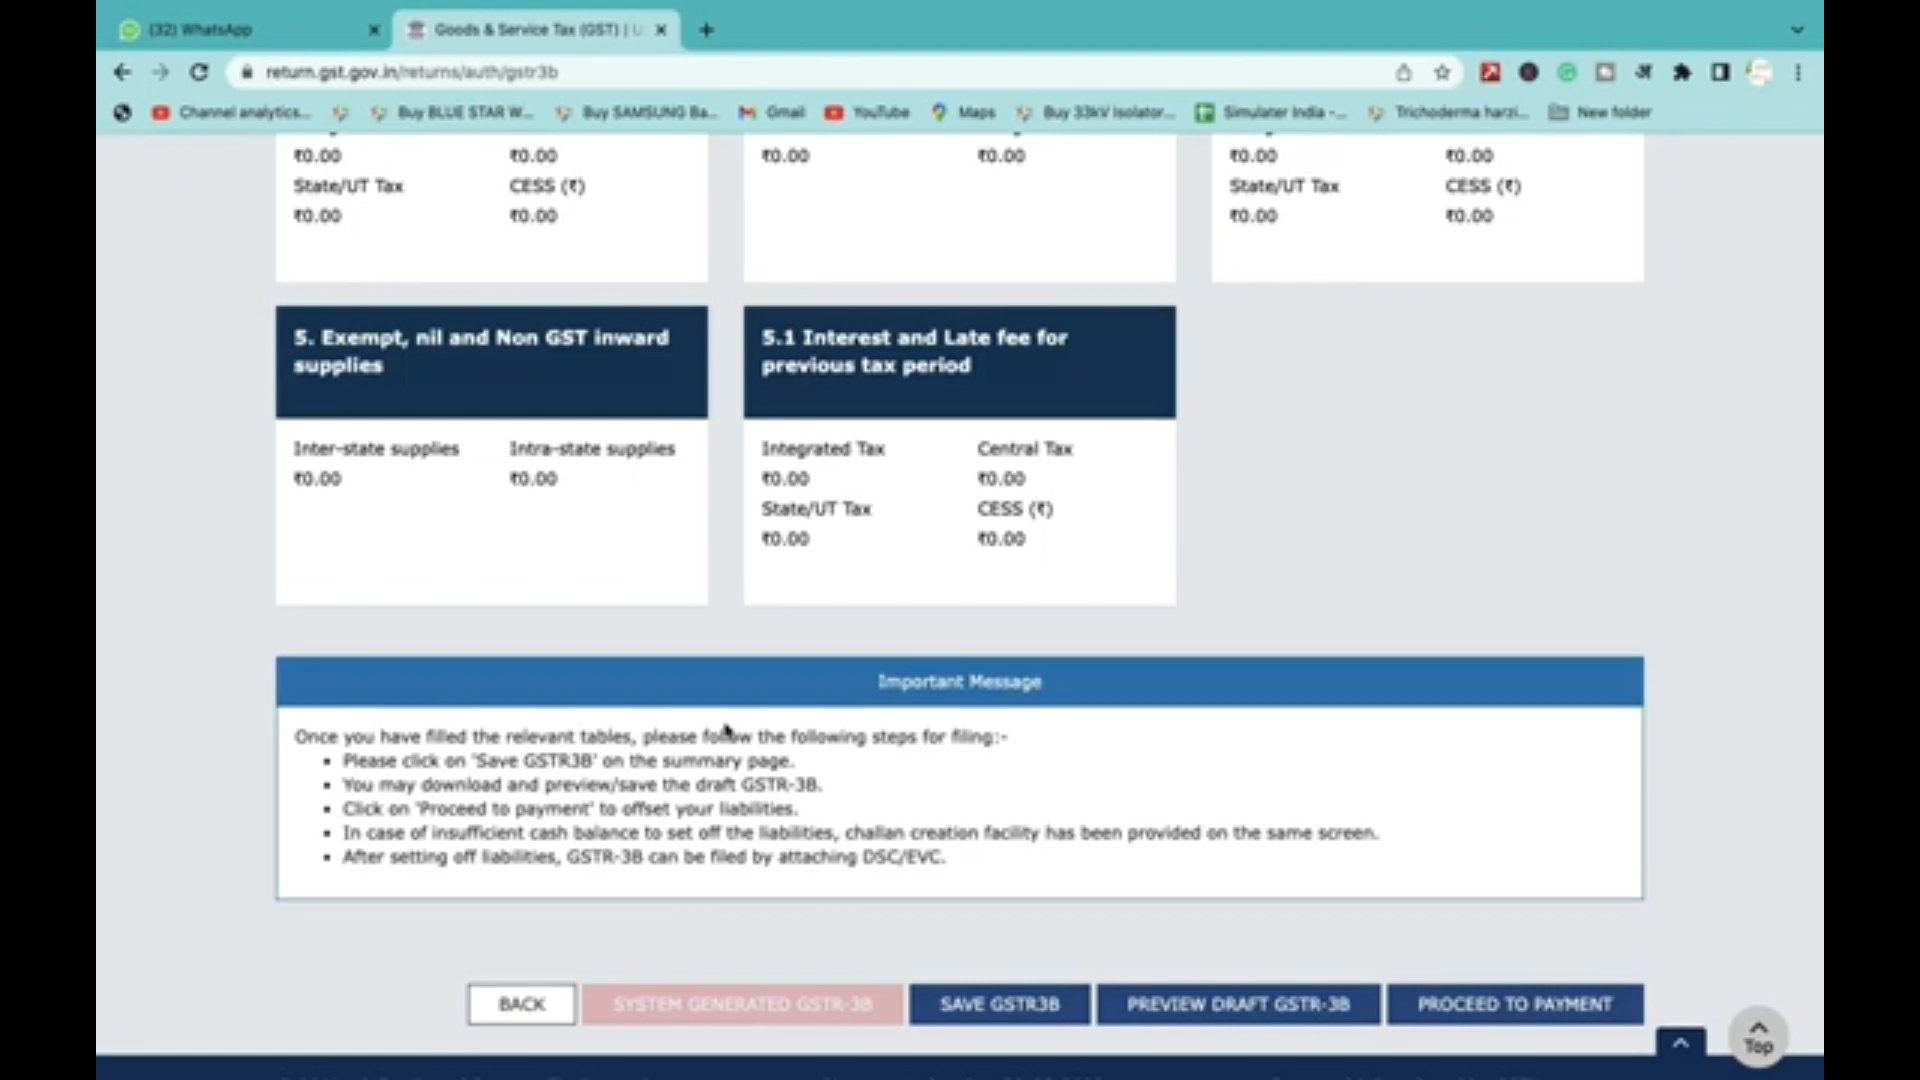 (32) WhatsApp
Goods & Service Tax (GST) | U
return.gst.gov.in/returns/auth/gstr3b
Channel analytics... Buy BLUE STAR W... Buy SAMSUNG Ba... Gmail YouTube Maps Buy 33kV Isolator... Simulater India -... Trichoderma harzi... New folder
₹0.00 ₹0.00 ₹0.00 ₹0.00 ₹0.00 ₹0.00
State/UT Tax CESS (₹) State/UT Tax CESS (₹)
₹0.00 ₹0.00 ₹0.00 ₹0.00
5. Exempt, nil and Non GST inward
supplies
Inter-state supplies Intra-state supplies
₹0.00 ₹0.00
5.1 Interest and Late fee for
previous tax period
Integrated Tax Central Tax
₹0.00 ₹0.00
State/UT Tax CESS (₹)
₹0.00 ₹0.00
Important Message
Once you have filled the relevant tables, please follow the following steps for filing:-
▪ Please click on 'Save GSTR3B' on the summary page.
▪ You may download and preview/save the draft GSTR-3B.
▪ Click on 'Proceed to payment' to offset your liabilities.
▪ In case of insufficient cash balance to set off the liabilities, challan creation facility has been provided on the same screen.
▪ After setting off liabilities, GSTR-3B can be filed by attaching DSC/EVC.
BACK SYSTEM GENERATED GSTR-3B SAVE GSTR3B PREVIEW DRAFT GSTR-3B PROCEED TO PAYMENT
Top